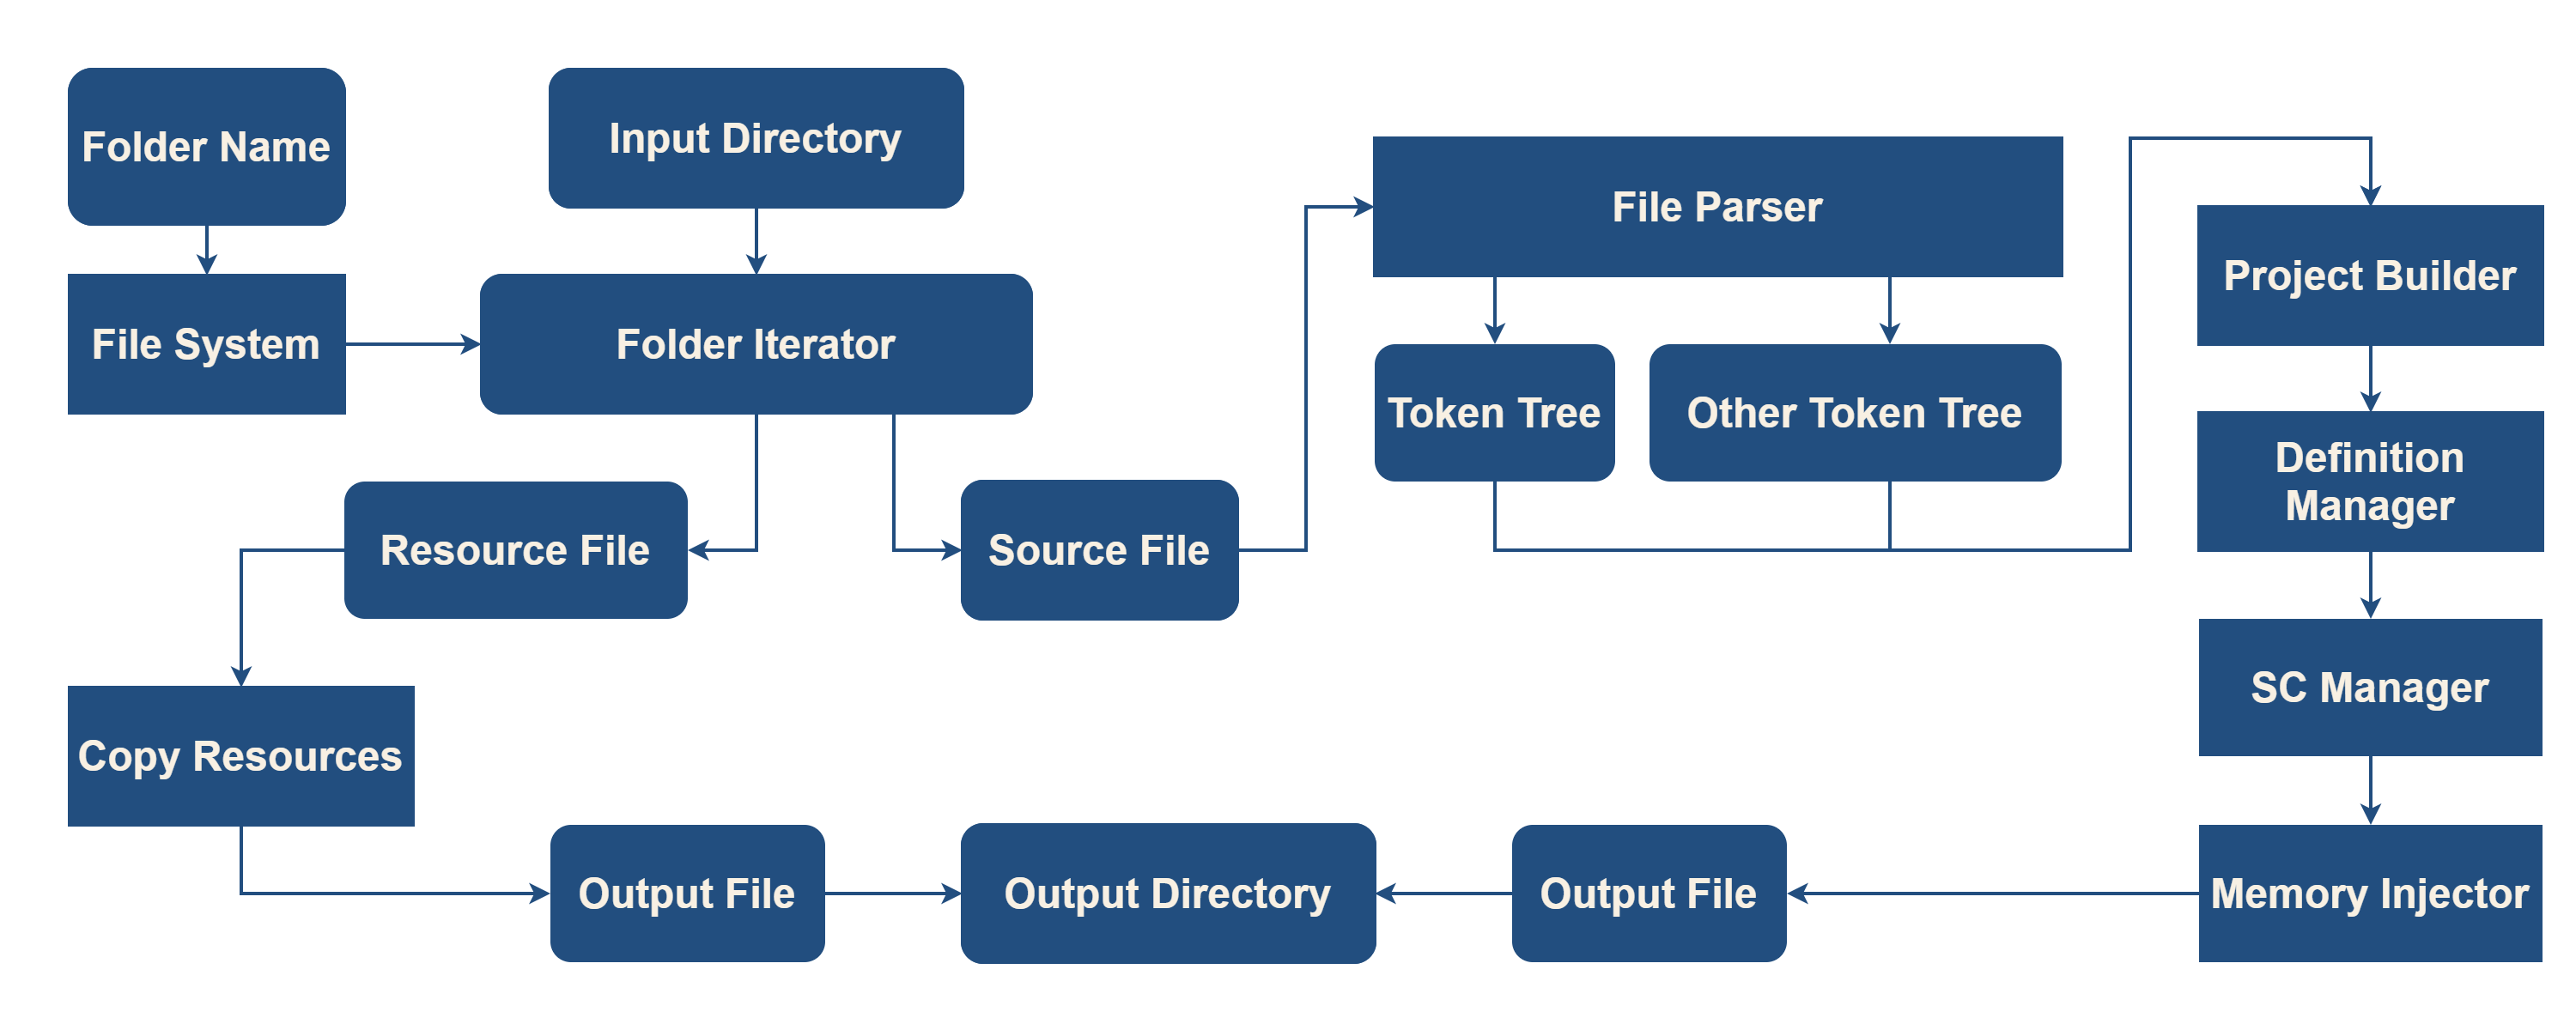 Folder Name
Input Directory
File Parser
File System
Folder Iterator
Project Builder
Token Tree
Other Token Tree
Definition
Manager
Resource File
Source File
SC Manager
Copy Resources
Output File
Output Directory
Output File
Memory Injector